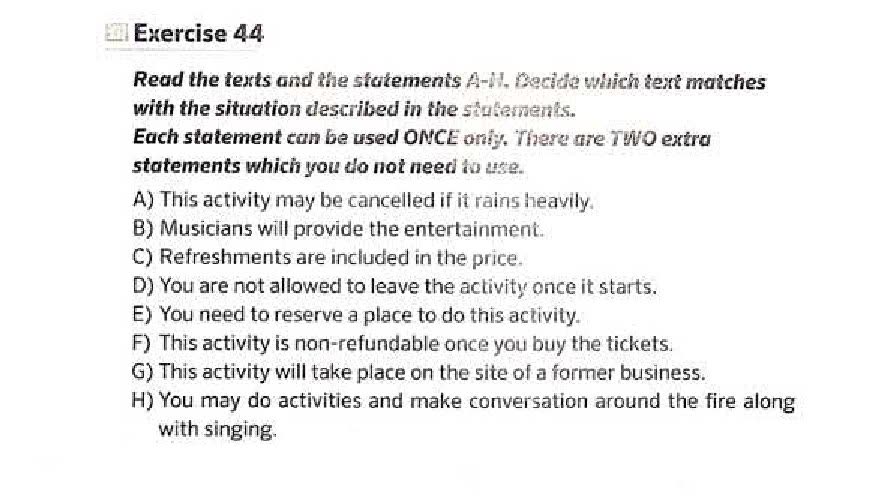 Exercise 44
Read the texts and the statements A-H. Decide which text matches
with the situation described in the statements.
Each statement can be used ONCE only. There are TWO extra
statements which you do not need to use.
A) This activity may be cancelled if it rains heavily.
B) Musicians will provide the entertainment.
C) Refreshments are included in the price.
D) You are not allowed to leave the activity once it starts.
E) You need to reserve a place to do this activity.
F) This activity is non-refundable once you buy the tickets.
G) This activity will take place on the site of a former business.
H) You may do activities and make conversation around the fire along
with singing.